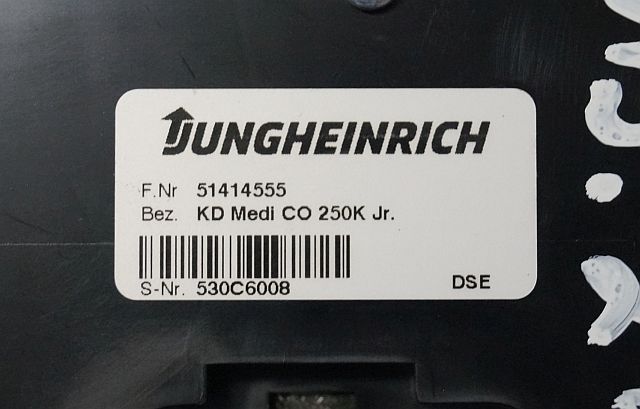 JUNGHEINRICH
F.Nr 51414555
Bez. KD Medi CO 250K Jr.
S-Nr. 530C6008
DSE